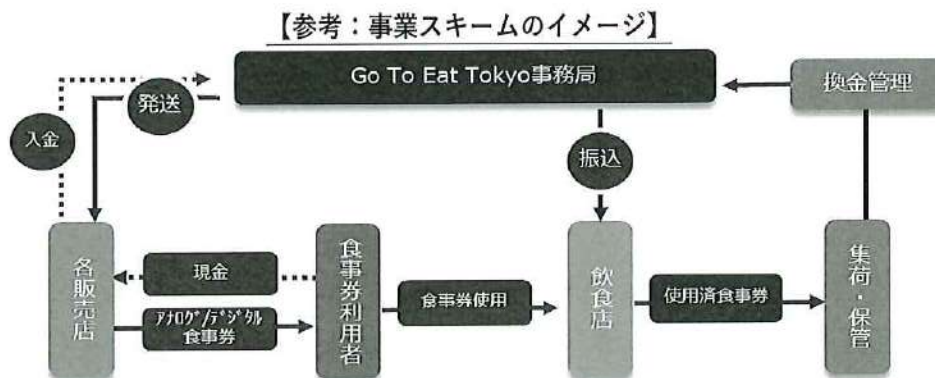 【参考：事業スキームのイメージ】
Go To Eat Tokyo事務局
換金管理
発送
入金
振込
各販売店
現金
ｱﾅﾛｸﾞ/ﾃﾞｼﾞﾀﾙ
食事券
食事券利用者
食事券使用
飲食店
使用済食事券
集荷・保管